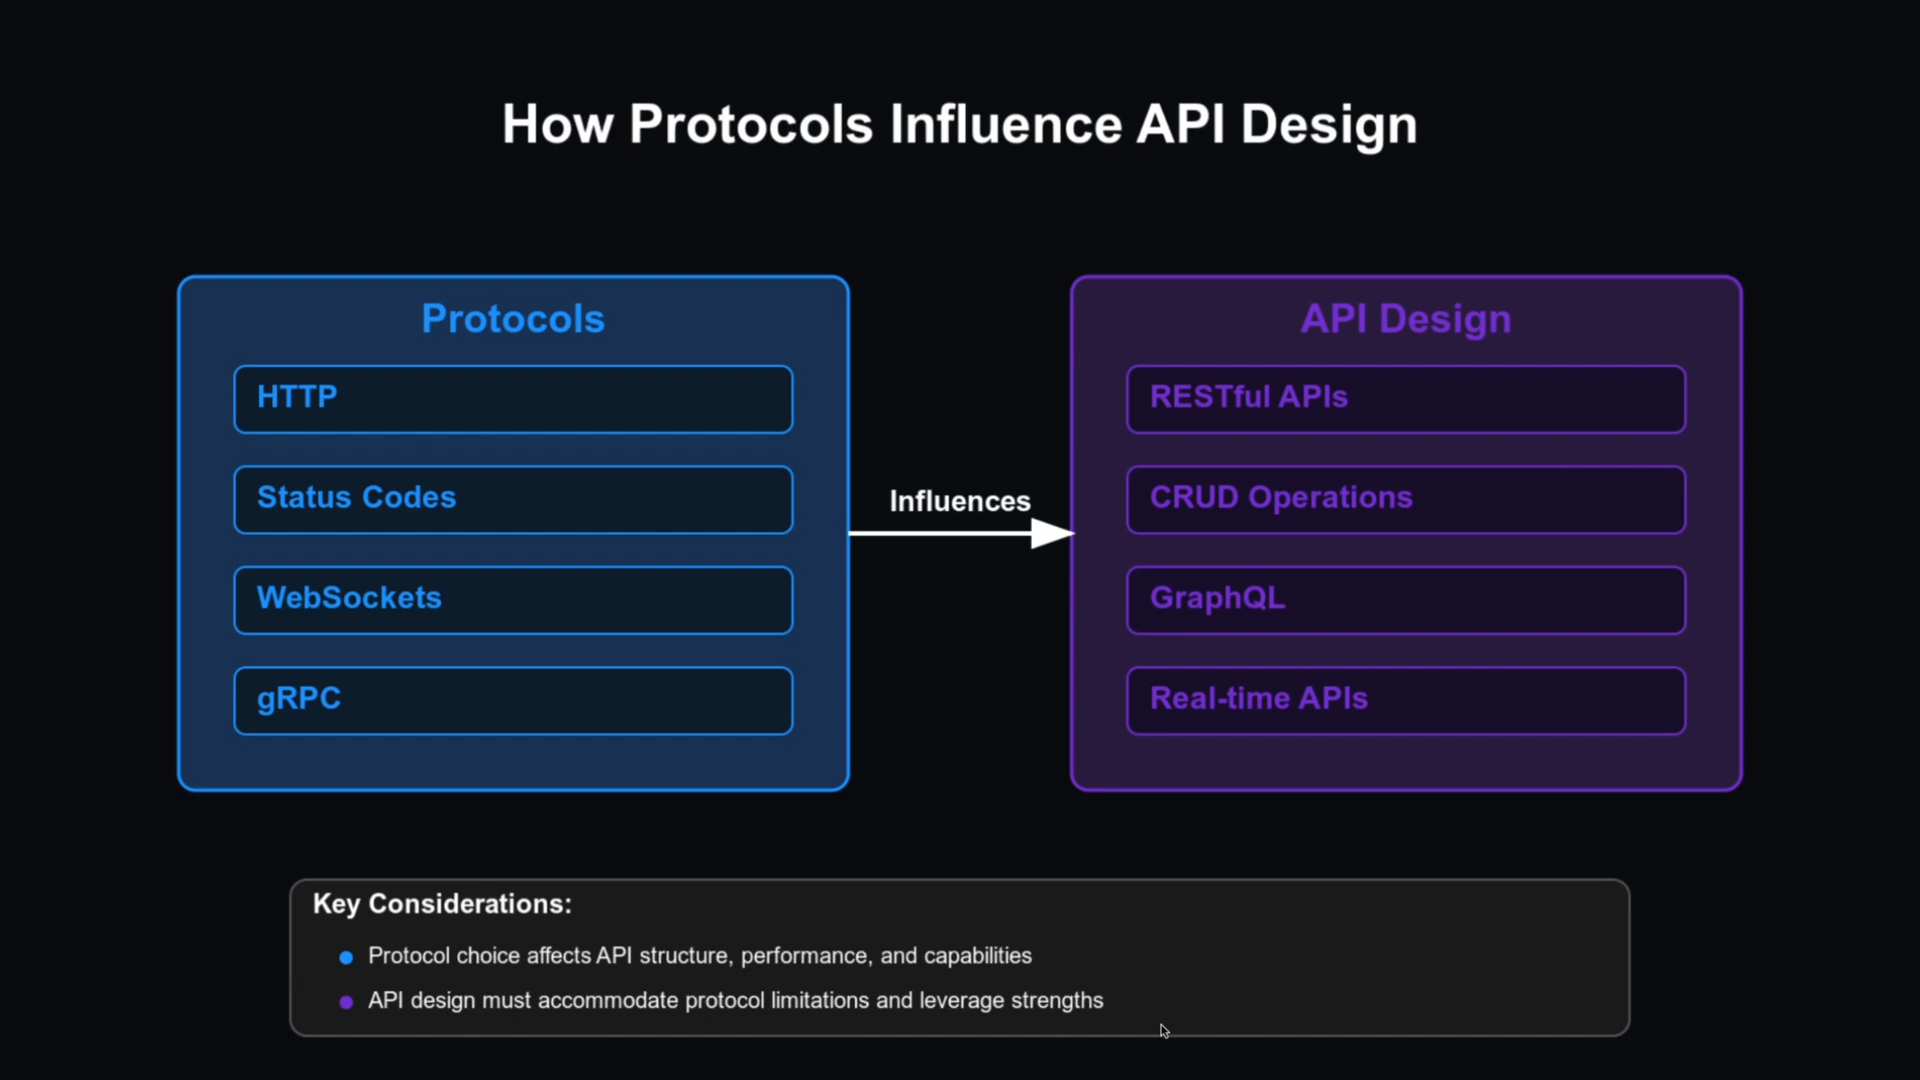 How Protocols Influence API Design
Protocols
HTTP
Status Codes
WebSockets
gRPC
Influences
API Design
RESTful APIs
CRUD Operations
GraphQL
Real-time APIs
Key Considerations:
Protocol choice affects API structure, performance, and capabilities
API design must accommodate protocol limitations and leverage strengths